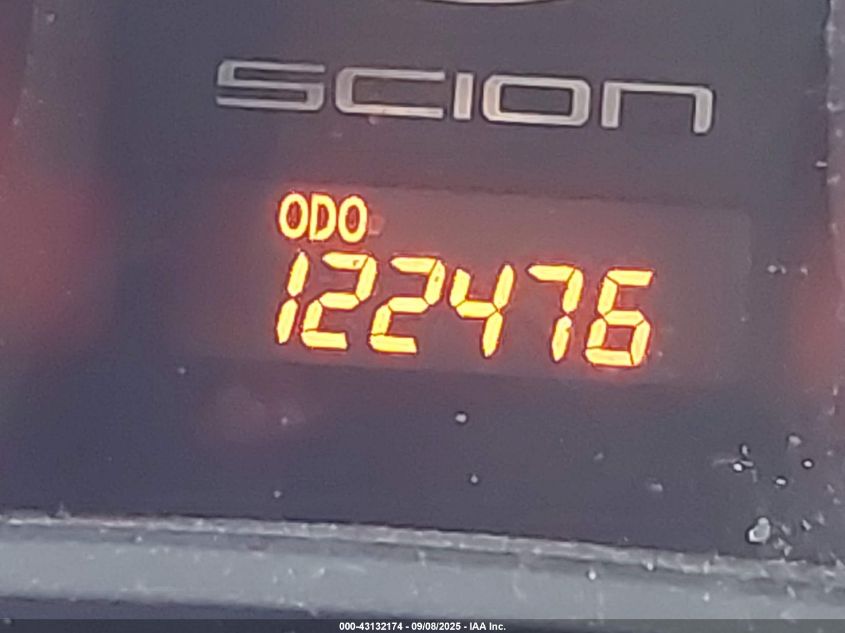 SCION
ODO
122476
000-43132174 - 09/08/2025 - IAA Inc.